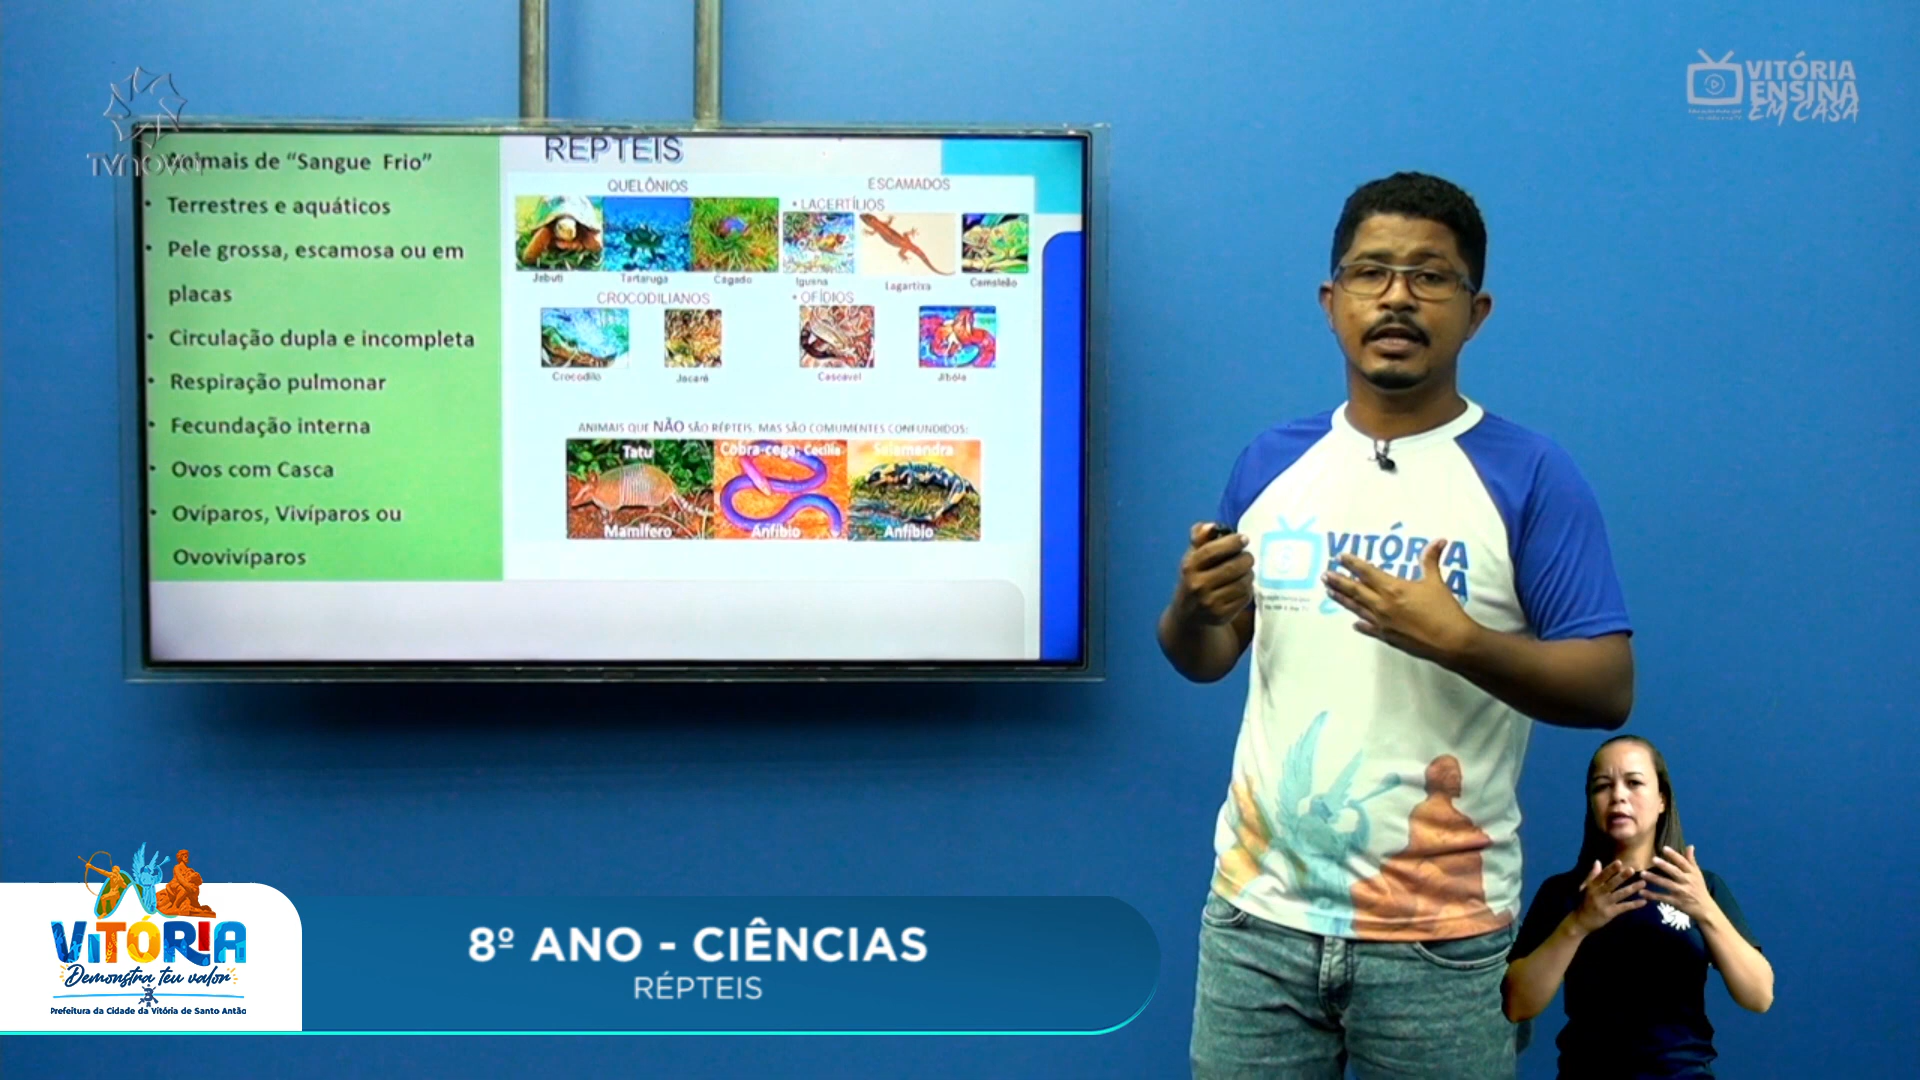 TVnova
Animais de “Sangue Frio”
• Terrestres e aquáticos
• Pele grossa, escamosa ou em
placas
• Circulação dupla e incompleta
• Respiração pulmonar
• Fecundação interna
• Ovos com Casca
• Ovíparos, Vivíparos ou
Ovovivíparos
RÉPTEIS
QUELÔNIOS
ESCAMADOS
• LACERTÍLIOS
Jabuti
Tartaruga
Cágado
Iguana
Lagartixa
Camaleão
CROCODILIANOS
• OFÍDIOS
Crocodilo
Jacaré
Cascavel
Jibóia
ANIMAIS QUE NÃO SÃO RÉPTEIS, MAS SÃO COMUMENTES CONFUNDIDOS:
Tatu
Cobra-cega; Cecília
Salamandra
Mamífero
Anfíbio
Anfíbio
VITÓRIA
ENSINA
EM CASA
VITÓRIA
ENSINA
VITÓRIA
Demonstra teu valor
Prefeitura da Cidade da Vitória de Santo Antão
8º ANO - CIÊNCIAS
RÉPTEIS